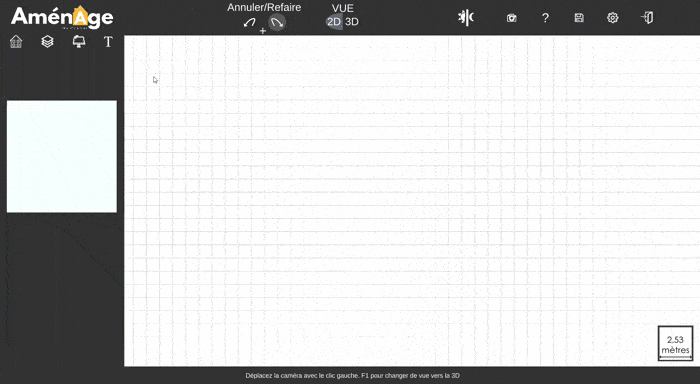 AménAge
Annuler/Refaire
VUE
2D 3D
?
T
2,53
mètres
Déplacez la caméra avec le clic gauche. F1 pour changer de vue vers la 3D